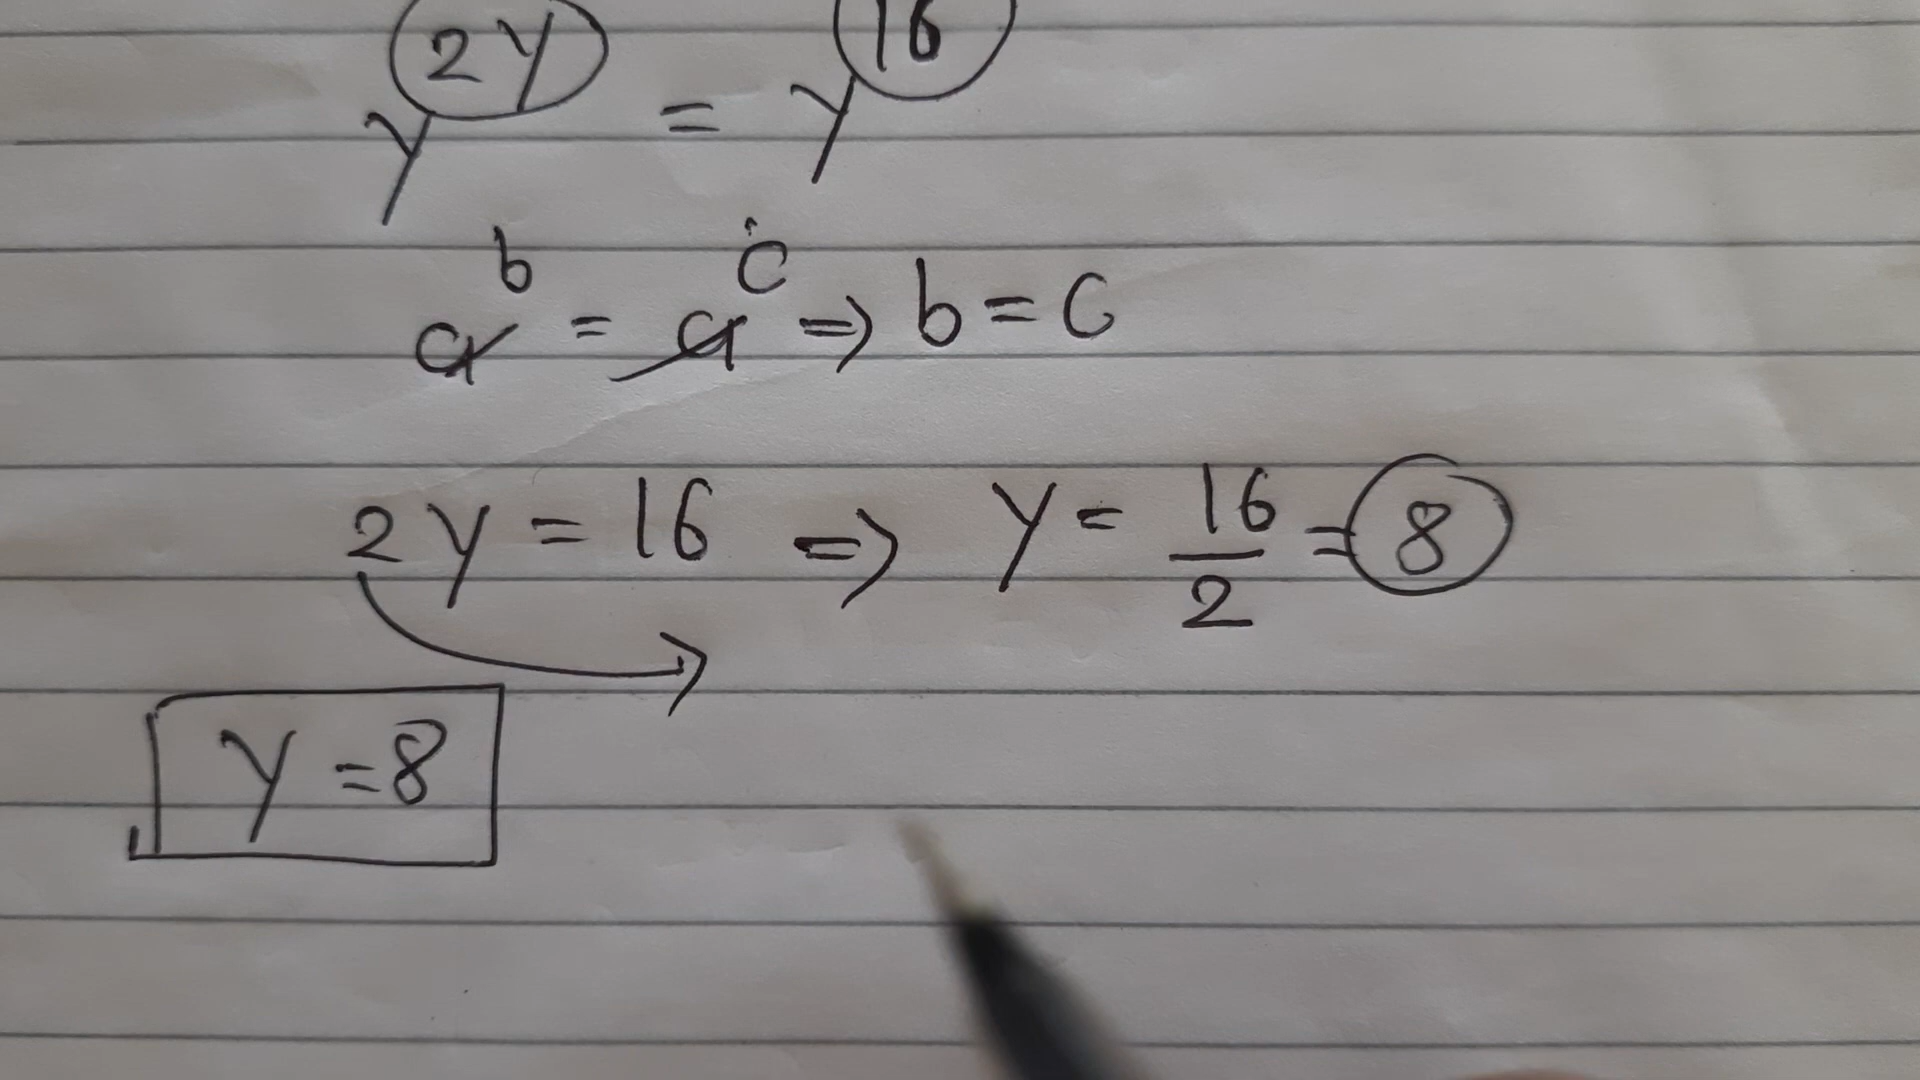 y^2y = y^16
a^b = a^c ⇒ b = c
2y = 16 ⇒ y = 16/2 = 8
y = 8